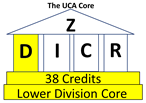 The UCA Core
Z
D I C R
38 Credits
Lower Division Core